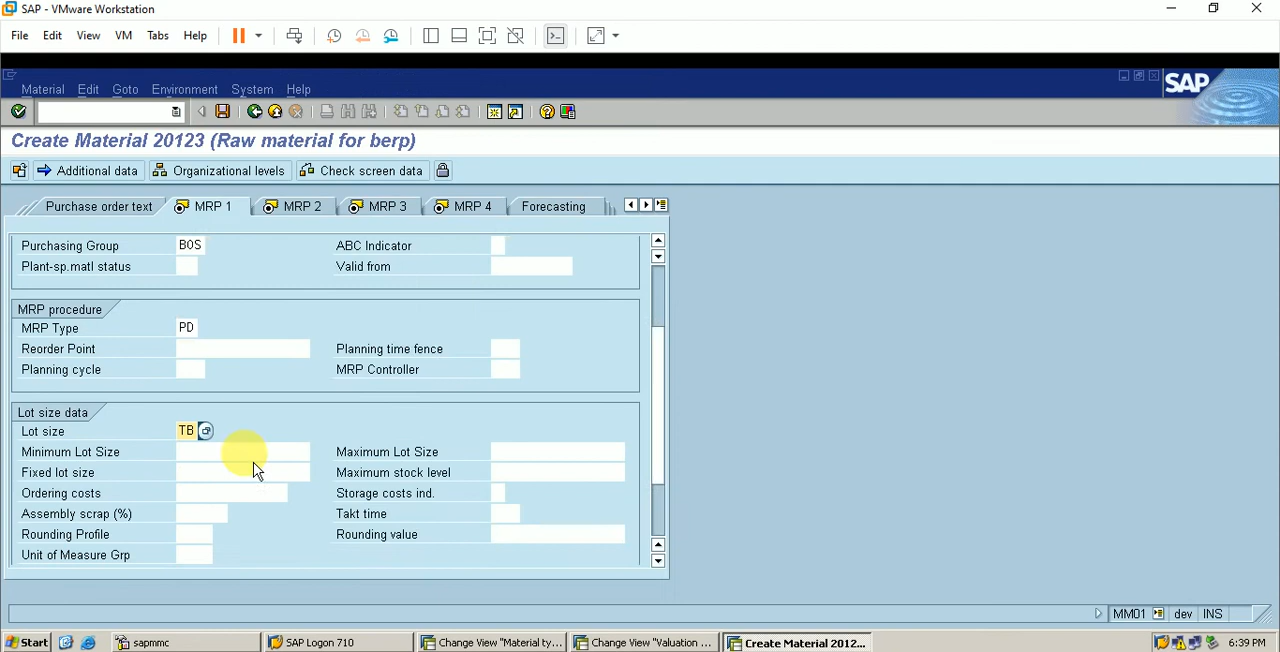 SAP - VMware Workstation
File Edit View VM Tabs Help
Material Edit Goto Environment System Help
SAP
Create Material 20123 (Raw material for berp)
Additional data Organizational levels Check screen data
Purchase order text MRP 1 MRP 2 MRP 3 MRP 4 Forecasting
Purchasing Group BOS ABC Indicator
Plant-sp.matl status Valid from
MRP procedure
MRP Type PD
Reorder Point Planning time fence
Planning cycle MRP Controller
Lot size data
Lot size TB
Minimum Lot Size Maximum Lot Size
Fixed lot size Maximum stock level
Ordering costs Storage costs ind.
Assembly scrap (%) Takt time
Rounding Profile Rounding value
Unit of Measure Grp
MM01 dev INS
Start sapmmc SAP Logon 710 Change View "Material ty... Change View "Valuation ... Create Material 2012... 6:39 PM